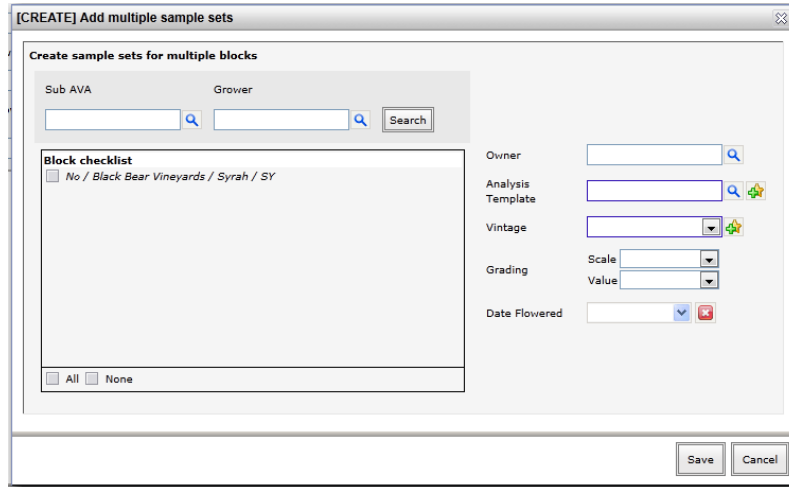 [CREATE] Add multiple sample sets
Create sample sets for multiple blocks
Sub AVA Grower
Search
Block checklist
No / Black Bear Vineyards / Syrah / SY
All None
Owner
Analysis
Template
Vintage
Grading Scale
Value
Date Flowered
Save Cancel